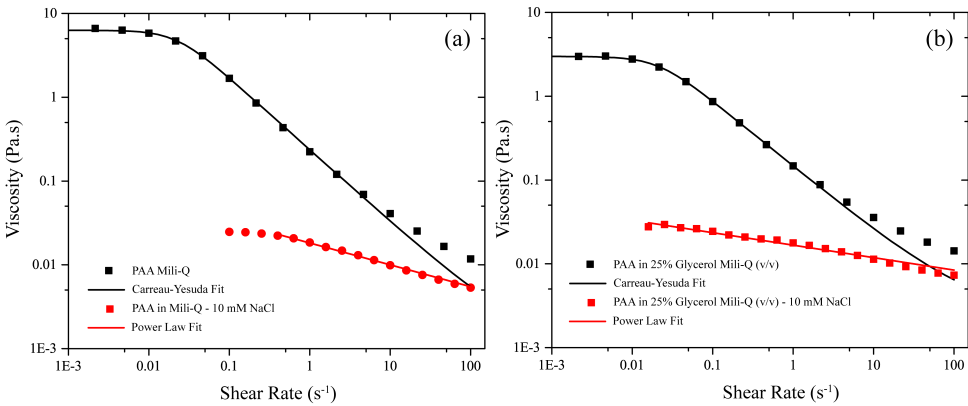 (a)
10
1
0.1
0.01
1E-3
Viscosity (Pa.s)
PAA Mili-Q
Carreau-Yesuda Fit
PAA in Mili-Q - 10 mM NaCl
Power Law Fit
1E-3 0.01 0.1 1 10 100
Shear Rate (s⁻¹)
(b)
10
1
0.1
0.01
1E-3
Viscosity (Pa.s)
PAA in 25% Glycerol Mili-Q (v/v)
Carreau-Yesuda Fit
PAA in 25% Glycerol Mili-Q (v/v) - 10 mM NaCl
Power Law Fit
1E-3 0.01 0.1 1 10 100
Shear Rate (s⁻¹)